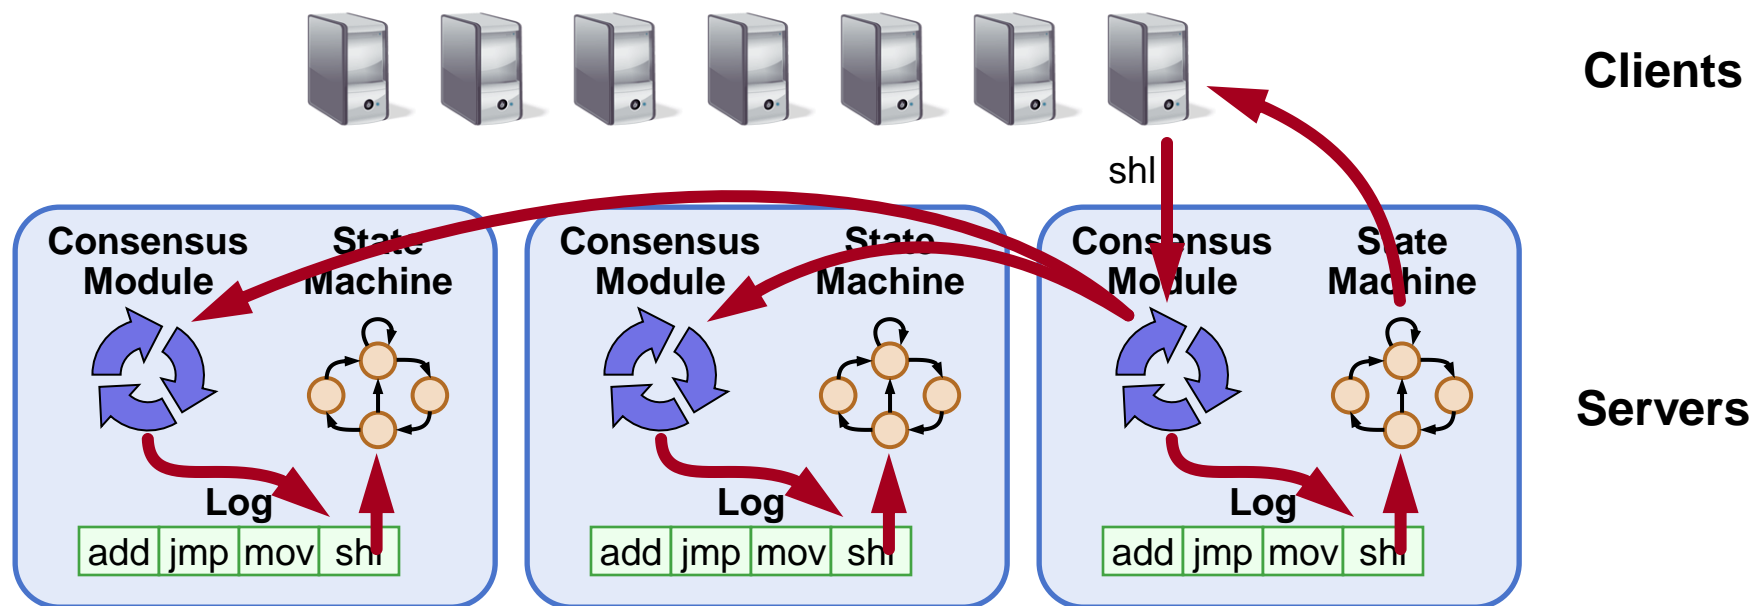 Clients
shl
Consensus Module
State Machine
Consensus Module
State Machine
Consensus Module
State Machine
Servers
Log
Log
Log
add jmp mov shl
add jmp mov shl
add jmp mov shl